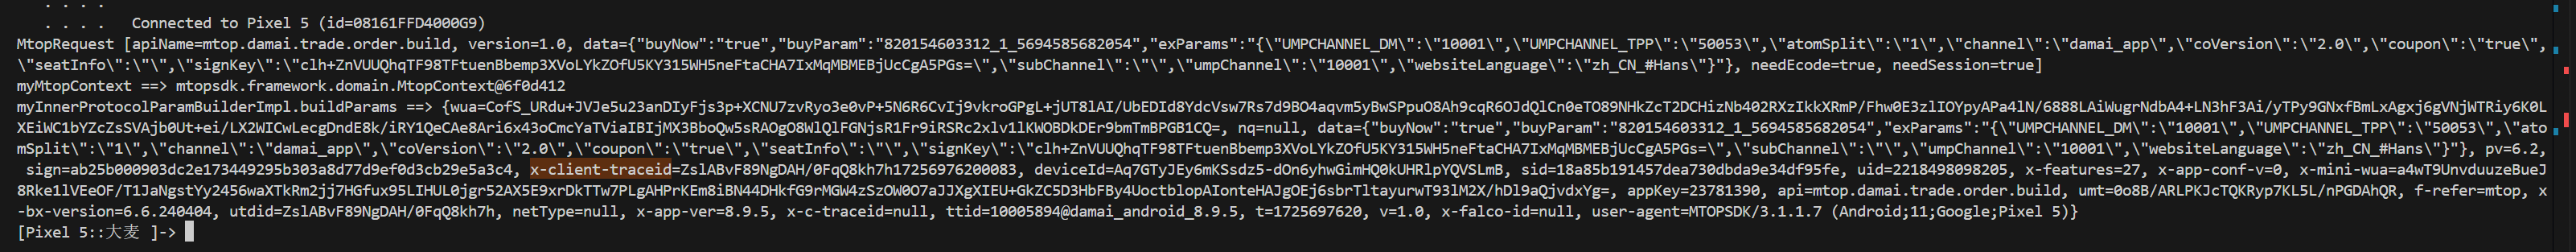 . . . .
. . . .   Connected to Pixel 5 (id=08161FFD4000G9)
MtopRequest [apiName=mtop.damai.trade.order.build, version=1.0, data={"buyNow":"true","buyParam":"820154603312_1_5694585682054","exParams":"{\"UMPCHANNEL_DM\":\"10001\",\"UMPCHANNEL_TPP\":\"50053\",\"atomSplit\":\"1\",\"channel\":\"damai_app\",\"coVersion\":\"2.0\",\"coupon\":\"true\",
\"seatInfo\":\"\",\"signKey\":\"clh+ZnVUUQhqTF98TFtuenBbemp3XVoLYkZOfU5KY315WH5neFtaCHA7IxMqMBMEBjUcCgA5PGs=\",\"subChannel\":\"\",\"umpChannel\":\"10001\",\"websiteLanguage\":\"zh_CN_#Hans\"}"}, needEcode=true, needSession=true]
myMtopContext ==> mtopsdk.framework.domain.MtopContext@6f0d412
myInnerProtocolParamBuilderImpl.buildParams ==> {wua=CofS_URdu+JVJe5u23anDIyFjs3p+XCNU7zvRyo3e0vP+5N6R6CvIj9vkroGPgL+jUT8lAI/UbEDId8YdcVsw7Rs7d9BO4aqvm5yBwSPpuO8Ah9cqR6OJdQlCn0eTO89NHkZcT2DCHizNb402RXzIkkXRmP/Fhw0E3zlIOYpyAPa4lN/6888LAiWugrNdbA4+LN3hF3Ai/yTPy9GNxfBmLxAgxj6gVNjWTRiy6K0L
XEiWC1bYZcZsSVAjb0Ut+ei/LX2WICwLecgDndE8k/iRY1QeCAe8Ari6x43oCmcYaTViaIBIjMX3BboQw5sRAOgO8WlQlFGNjsR1Fr9iRSRc2xlv1lKWOBDkDEr9bmTmBPGB1CQ=, nq=null, data={"buyNow":"true","buyParam":"820154603312_1_5694585682054","exParams":"{\"UMPCHANNEL_DM\":\"10001\",\"UMPCHANNEL_TPP\":\"50053\",\"ato
mSplit\":\"1\",\"channel\":\"damai_app\",\"coVersion\":\"2.0\",\"coupon\":\"true\",\"seatInfo\":\"\",\"signKey\":\"clh+ZnVUUQhqTF98TFtuenBbemp3XVoLYkZOfU5KY315WH5neFtaCHA7IxMqMBMEBjUcCgA5PGs=\",\"subChannel\":\"\",\"umpChannel\":\"10001\",\"websiteLanguage\":\"zh_CN_#Hans\"}"}, pv=6.2,
sign=ab25b000903dc2e173449295b303a8d77d9ef0d3cb29e5a3c4, x-client-traceid=ZslABvF89NgDAH/0FqQ8kh7h17256976200083, deviceId=Aq7GTyJEy6mKSsdz5-dOn6yhwGimHQ0kUHRlpYQVSLmB, sid=18a85b191457dea730dbda9e34df95fe, uid=2218498098205, x-features=27, x-app-conf-v=0, x-mini-wua=a4wT9UnvduuzeBueJ
8Rke1lVEeOF/T1JaNgstYy2456waXTkRm2jj7HGfux95LIHUL0jgr52AX5E9xrDkTTw7PLgAHPrKEm8iBN44DHkfG9rMGW4zSzOW0O7aJJXgXIEU+GkZC5D3HbFBy4UoctblopAIonteHAJgOEj6sbrTltayurwT93lM2X/hDl9aQjvdxYg=, appKey=23781390, api=mtop.damai.trade.order.build, umt=0o8B/ARLPKJcTQKRyp7KL5L/nPGDAhQR, f-refer=mtop, x
-bx-version=6.6.240404, utdid=ZslABvF89NgDAH/0FqQ8kh7h, netType=null, x-app-ver=8.9.5, x-c-traceid=null, ttid=10005894@damai_android_8.9.5, t=1725697620, v=1.0, x-falco-id=null, user-agent=MTOPSDK/3.1.1.7 (Android;11;Google;Pixel 5)}
[Pixel 5::大麦 ]->